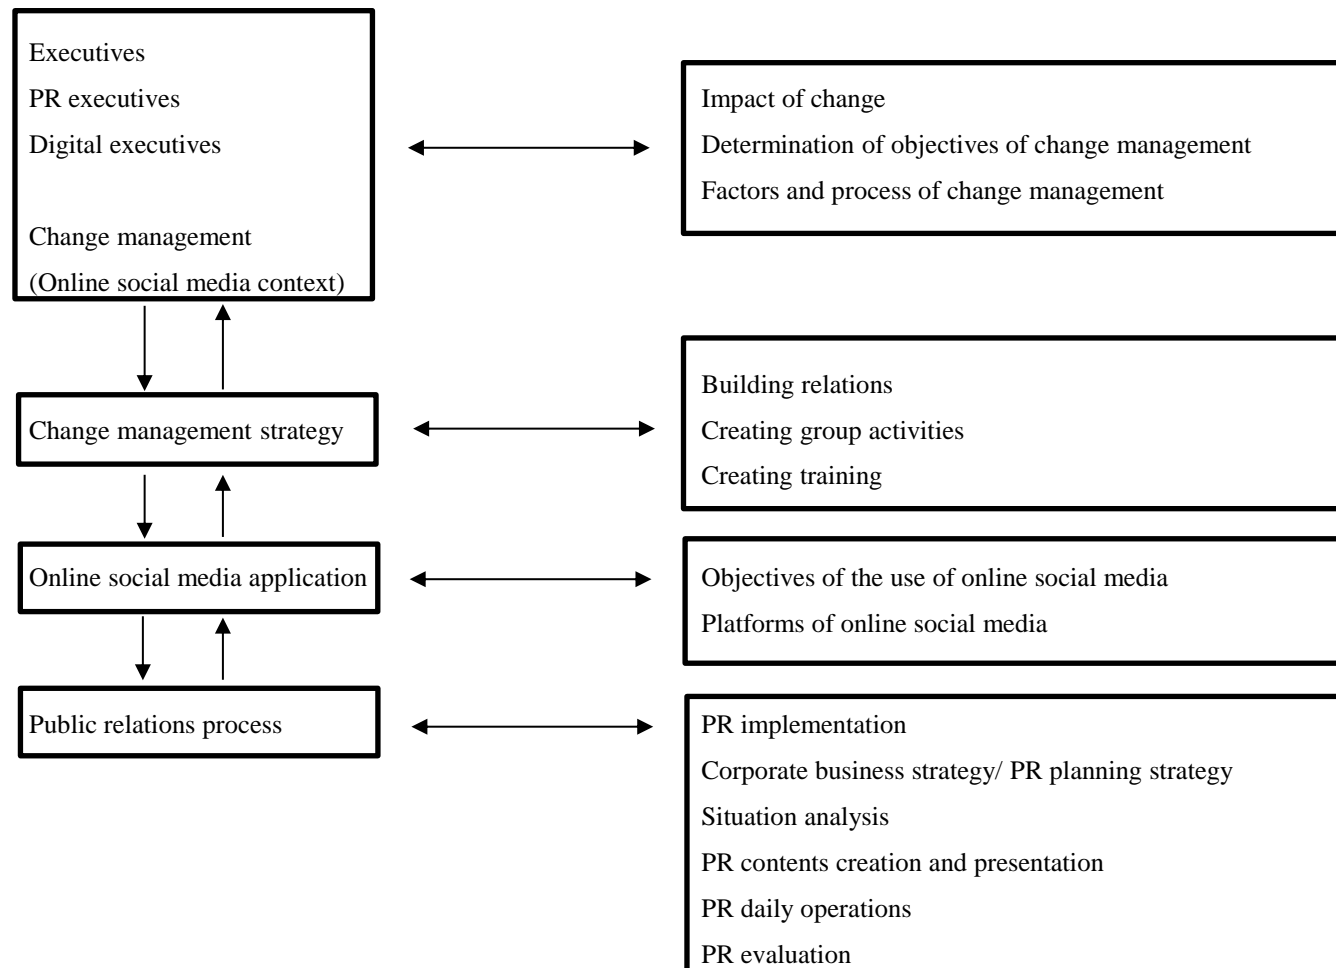 Executives
PR executives
Digital executives
Change management
(Online social media context)
Impact of change
Determination of objectives of change management
Factors and process of change management
Change management strategy
Building relations
Creating group activities
Creating training
Online social media application
Objectives of the use of online social media
Platforms of online social media
Public relations process
PR implementation
Corporate business strategy/ PR planning strategy
Situation analysis
PR contents creation and presentation
PR daily operations
PR evaluation